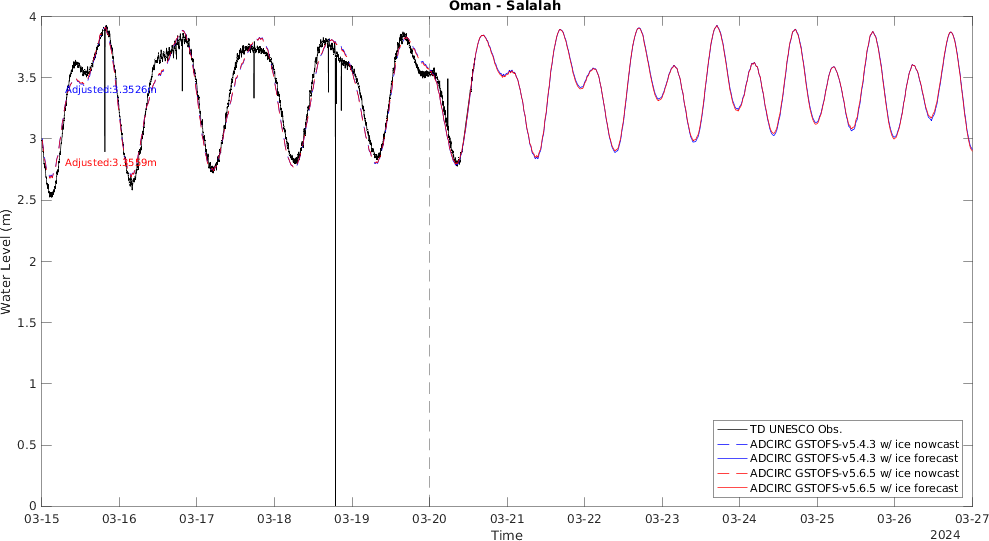 Oman - Salalah
4
3.5
3
2.5
2
1.5
1
0.5
0
Water Level (m)
Adjusted:3.3526m
Adjusted:3.3559m
TD UNESCO Obs.
ADCIRC GSTOFS-v5.4.3 w/ ice nowcast
ADCIRC GSTOFS-v5.4.3 w/ ice forecast
ADCIRC GSTOFS-v5.6.5 w/ ice nowcast
ADCIRC GSTOFS-v5.6.5 w/ ice forecast
03-15 03-16 03-17 03-18 03-19 03-20 03-21 03-22 03-23 03-24 03-25 03-26 03-27
Time
2024